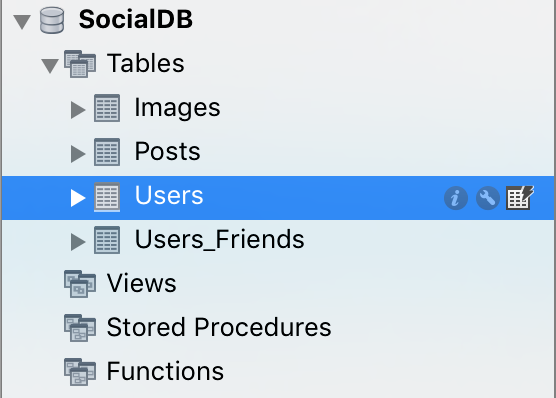 SocialDB
Tables
Images
Posts
Users
Users_Friends
Views
Stored Procedures
Functions